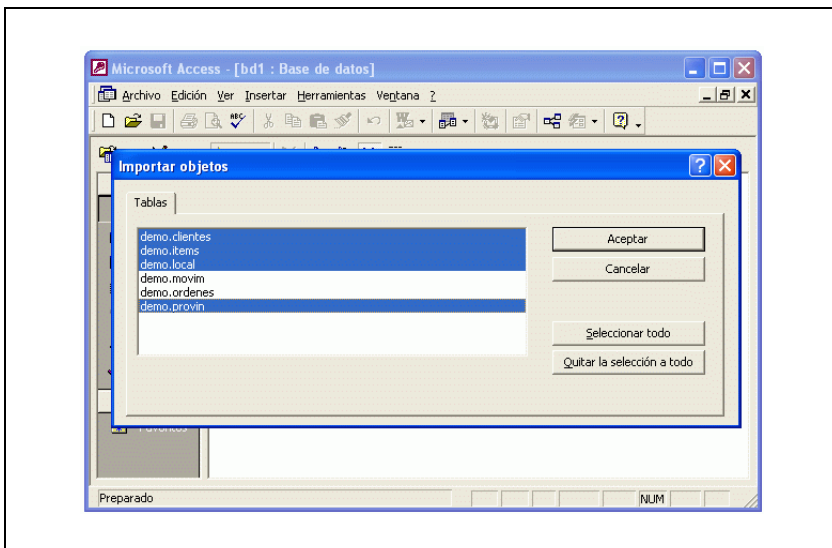 Microsoft Access - [bd1 : Base de datos]
Archivo Edición Ver Insertar Herramientas Ventana ?
Importar objetos
Tablas
demo.clientes
demo.items
demo.local
demo.movim
demo.ordenes
demo.provin
Aceptar
Cancelar
Seleccionar todo
Quitar la selección a todo
Favoritos
Preparado
NUM